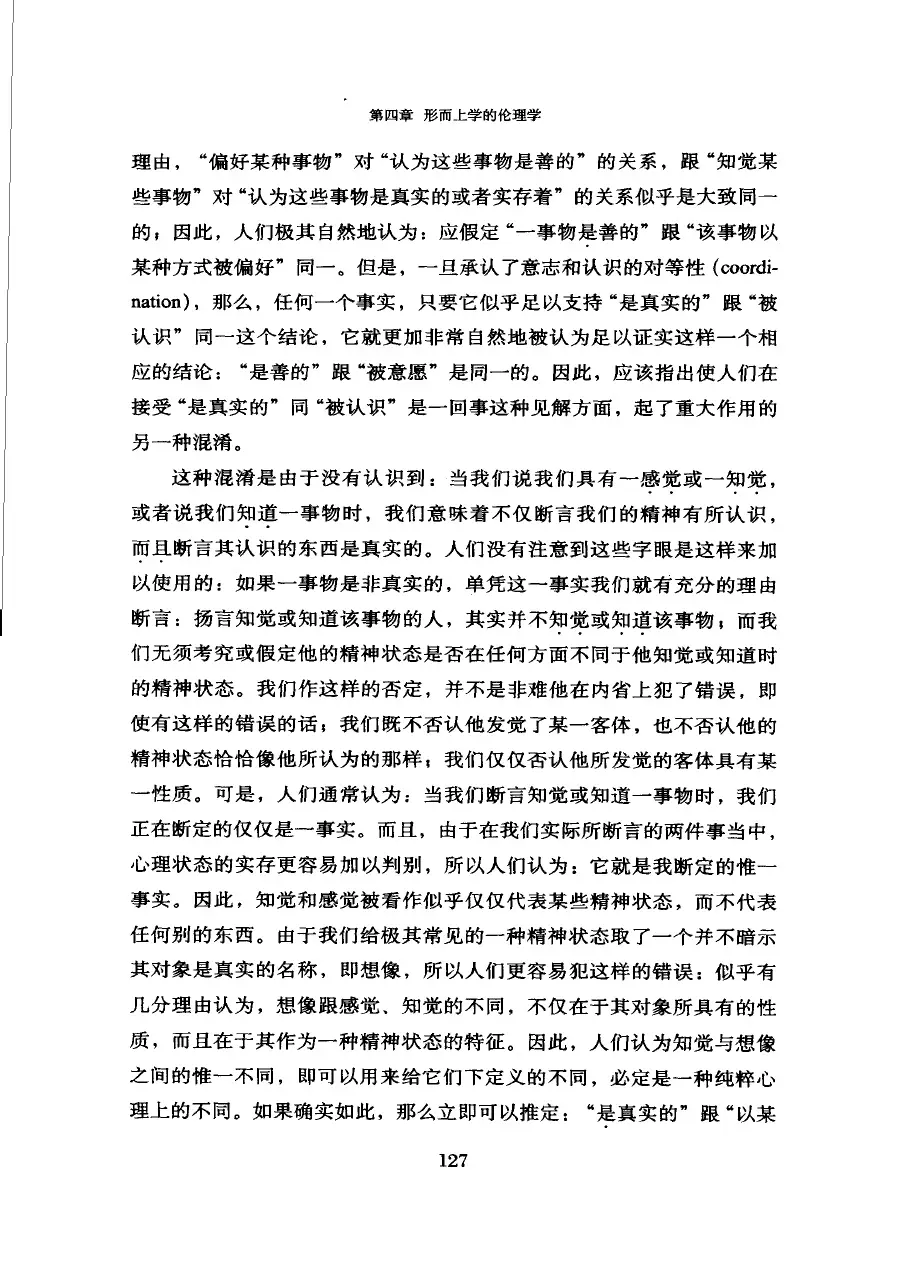 第四章 形而上学的伦理学
理由，“偏好某种事物”对“认为这些事物是善的”的关系，跟“知觉某
些事物”对“认为这些事物是真实的或者实存着”的关系似乎是大致同一
的；因此，人们极其自然地认为：应假定“一事物是善的”跟“该事物以
某种方式被偏好”同一。但是，一旦承认了意志和认识的对等性（coordi-
nation），那么，任何一个事实，只要它似乎足以支持“是真实的”跟“被
认识”同一这个结论，它就更加非常自然地被认为足以证实这样一个相
应的结论：“是善的”跟“被意愿”是同一的。因此，应该指出使人们在
接受“是真实的”同“被认识”是一回事这种见解方面，起了重大作用的
另一种混淆。
这种混淆是由于没有认识到：当我们说我们具有一感觉或一知觉，
或者说我们知道一事物时，我们意味着不仅断言我们的精神有所认识，
而且断言其认识的东西是真实的。人们没有注意到这些字眼是这样来加
以使用的：如果一事物是非真实的，单凭这一事实我们就有充分的理由
断言：扬言知觉或知道该事物的人，其实并不知觉或知道该事物；而我
们无须考究或假定他的精神状态是否在任何方面不同于他知觉或知道时
的精神状态。我们作这样的否定，并不是非难他在内省上犯了错误，即
使有这样的错误的话；我们既不否认他发觉了某一客体，也不否认他的
精神状态恰恰像他所认为的那样；我们仅仅否认他所发觉的客体具有某
一性质。可是，人们通常认为：当我们断言知觉或知道一事物时，我们
正在断定的仅仅是一事实。而且，由于在我们实际所断言的两件事当中，
心理状态的实存更容易加以判别，所以人们认为：它就是我断定的惟一
事实。因此，知觉和感觉被看作似乎仅仅代表某些精神状态，而不代表
任何别的东西。由于我们给极其常见的一种精神状态取了一个并不暗示
其对象是真实的名称，即想像，所以人们更容易犯这样的错误：似乎有
几分理由认为，想像跟感觉、知觉的不同，不仅在于其对象所具有的性
质，而且在于其作为一种精神状态的特征。因此，人们认为知觉与想像
之间的惟一不同，即可以用来给它们下定义的不同，必定是一种纯粹心
理上的不同。如果确实如此，那么立即可以推定：“是真实的”跟“以某
127